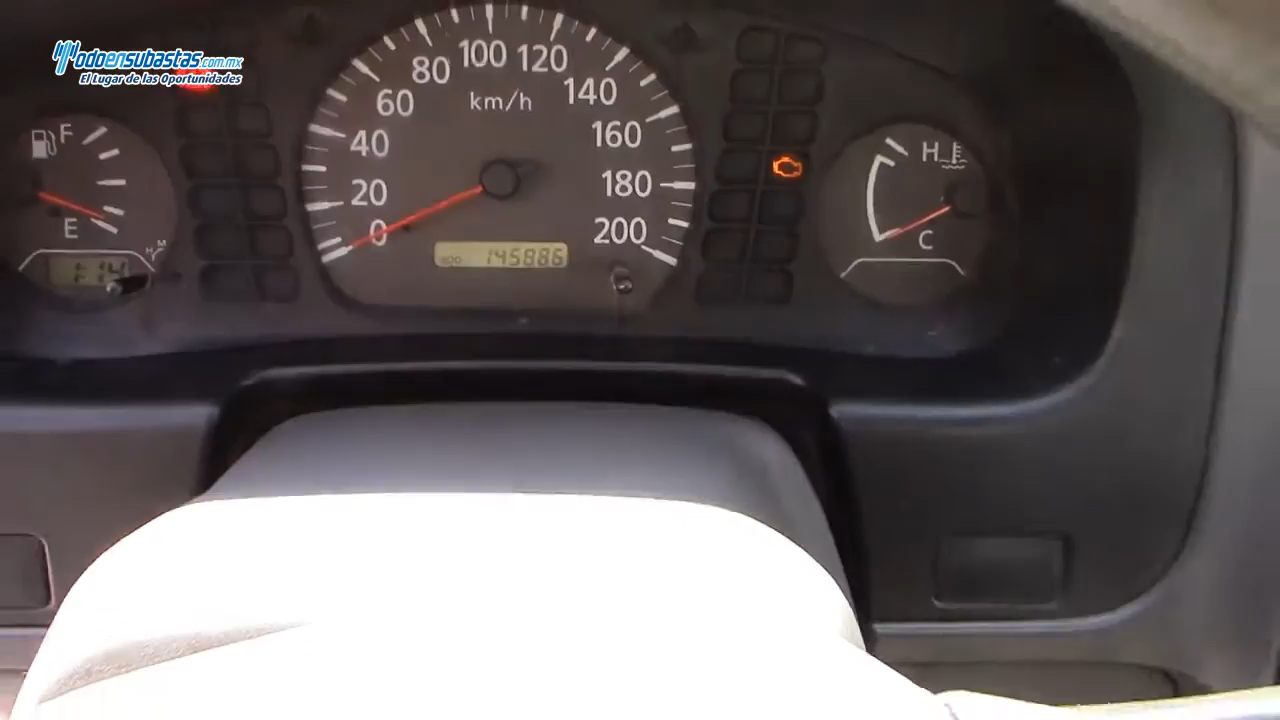 Todoensubastas.com.mx
El Lugar de las Oportunidades
F
E
H M
0
20
40
60
80
100
120
140
160
180
200
km/h
ODO 145886
H
C